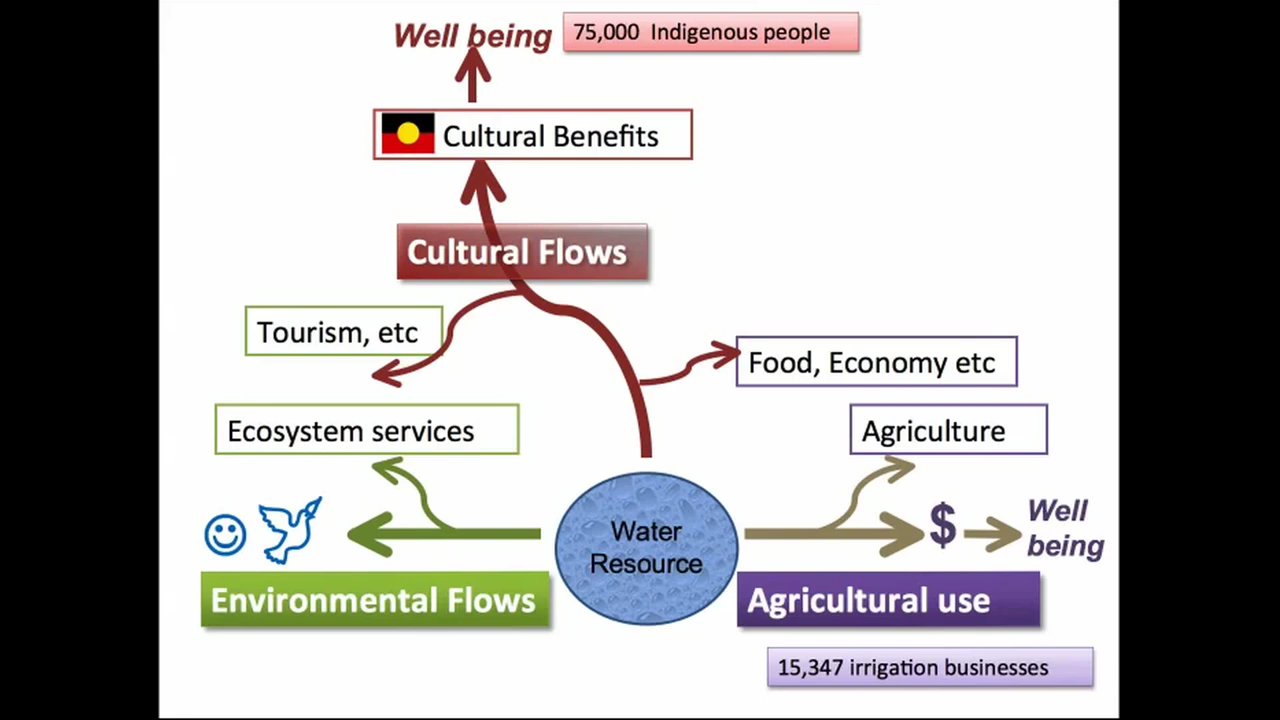 Well being
75,000 Indigenous people
Cultural Benefits
Cultural Flows
Tourism, etc
Food, Economy etc
Ecosystem services
Agriculture
Water
Resource
$
Well
being
Environmental Flows
Agricultural use
15,347 irrigation businesses